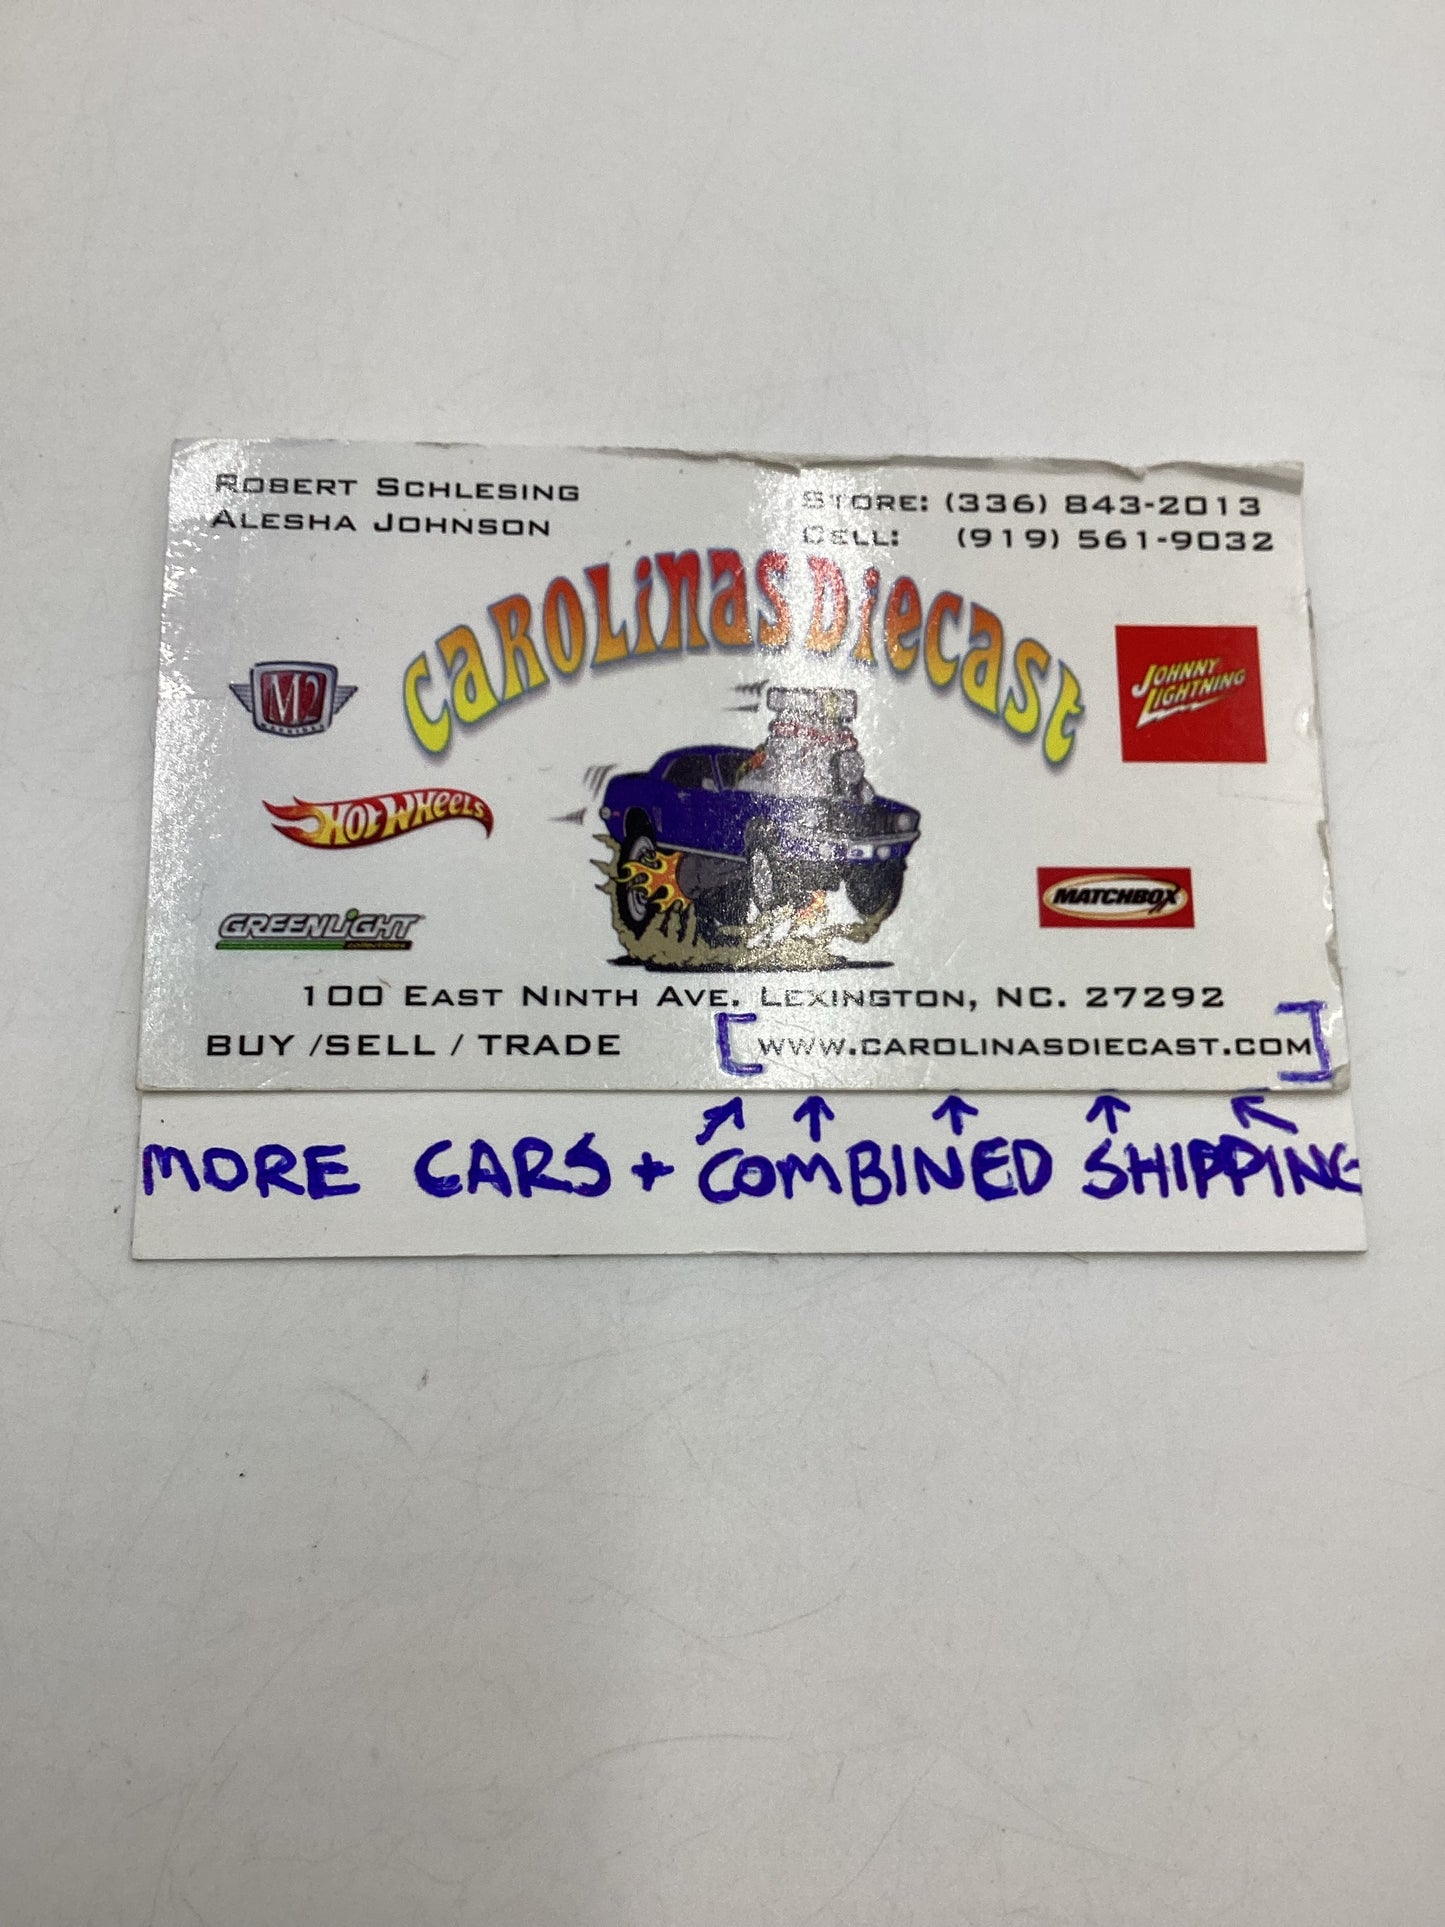 ROBERT SCHLESING
ALESHA JOHNSON
STORE: (336) 843-2013
CELL: (919) 561-9032
CAROLINAS DIECAST
M2
JOHNNY
LIGHTNING
HOT WHEELS
MATCHBOX
GREENLIGHT
collectibles
100 EAST NINTH AVE. LEXINGTON, NC. 27292
BUY /SELL / TRADE [WWW.CAROLINASDIECAST.COM]
MORE CARS + COMBINED SHIPPING